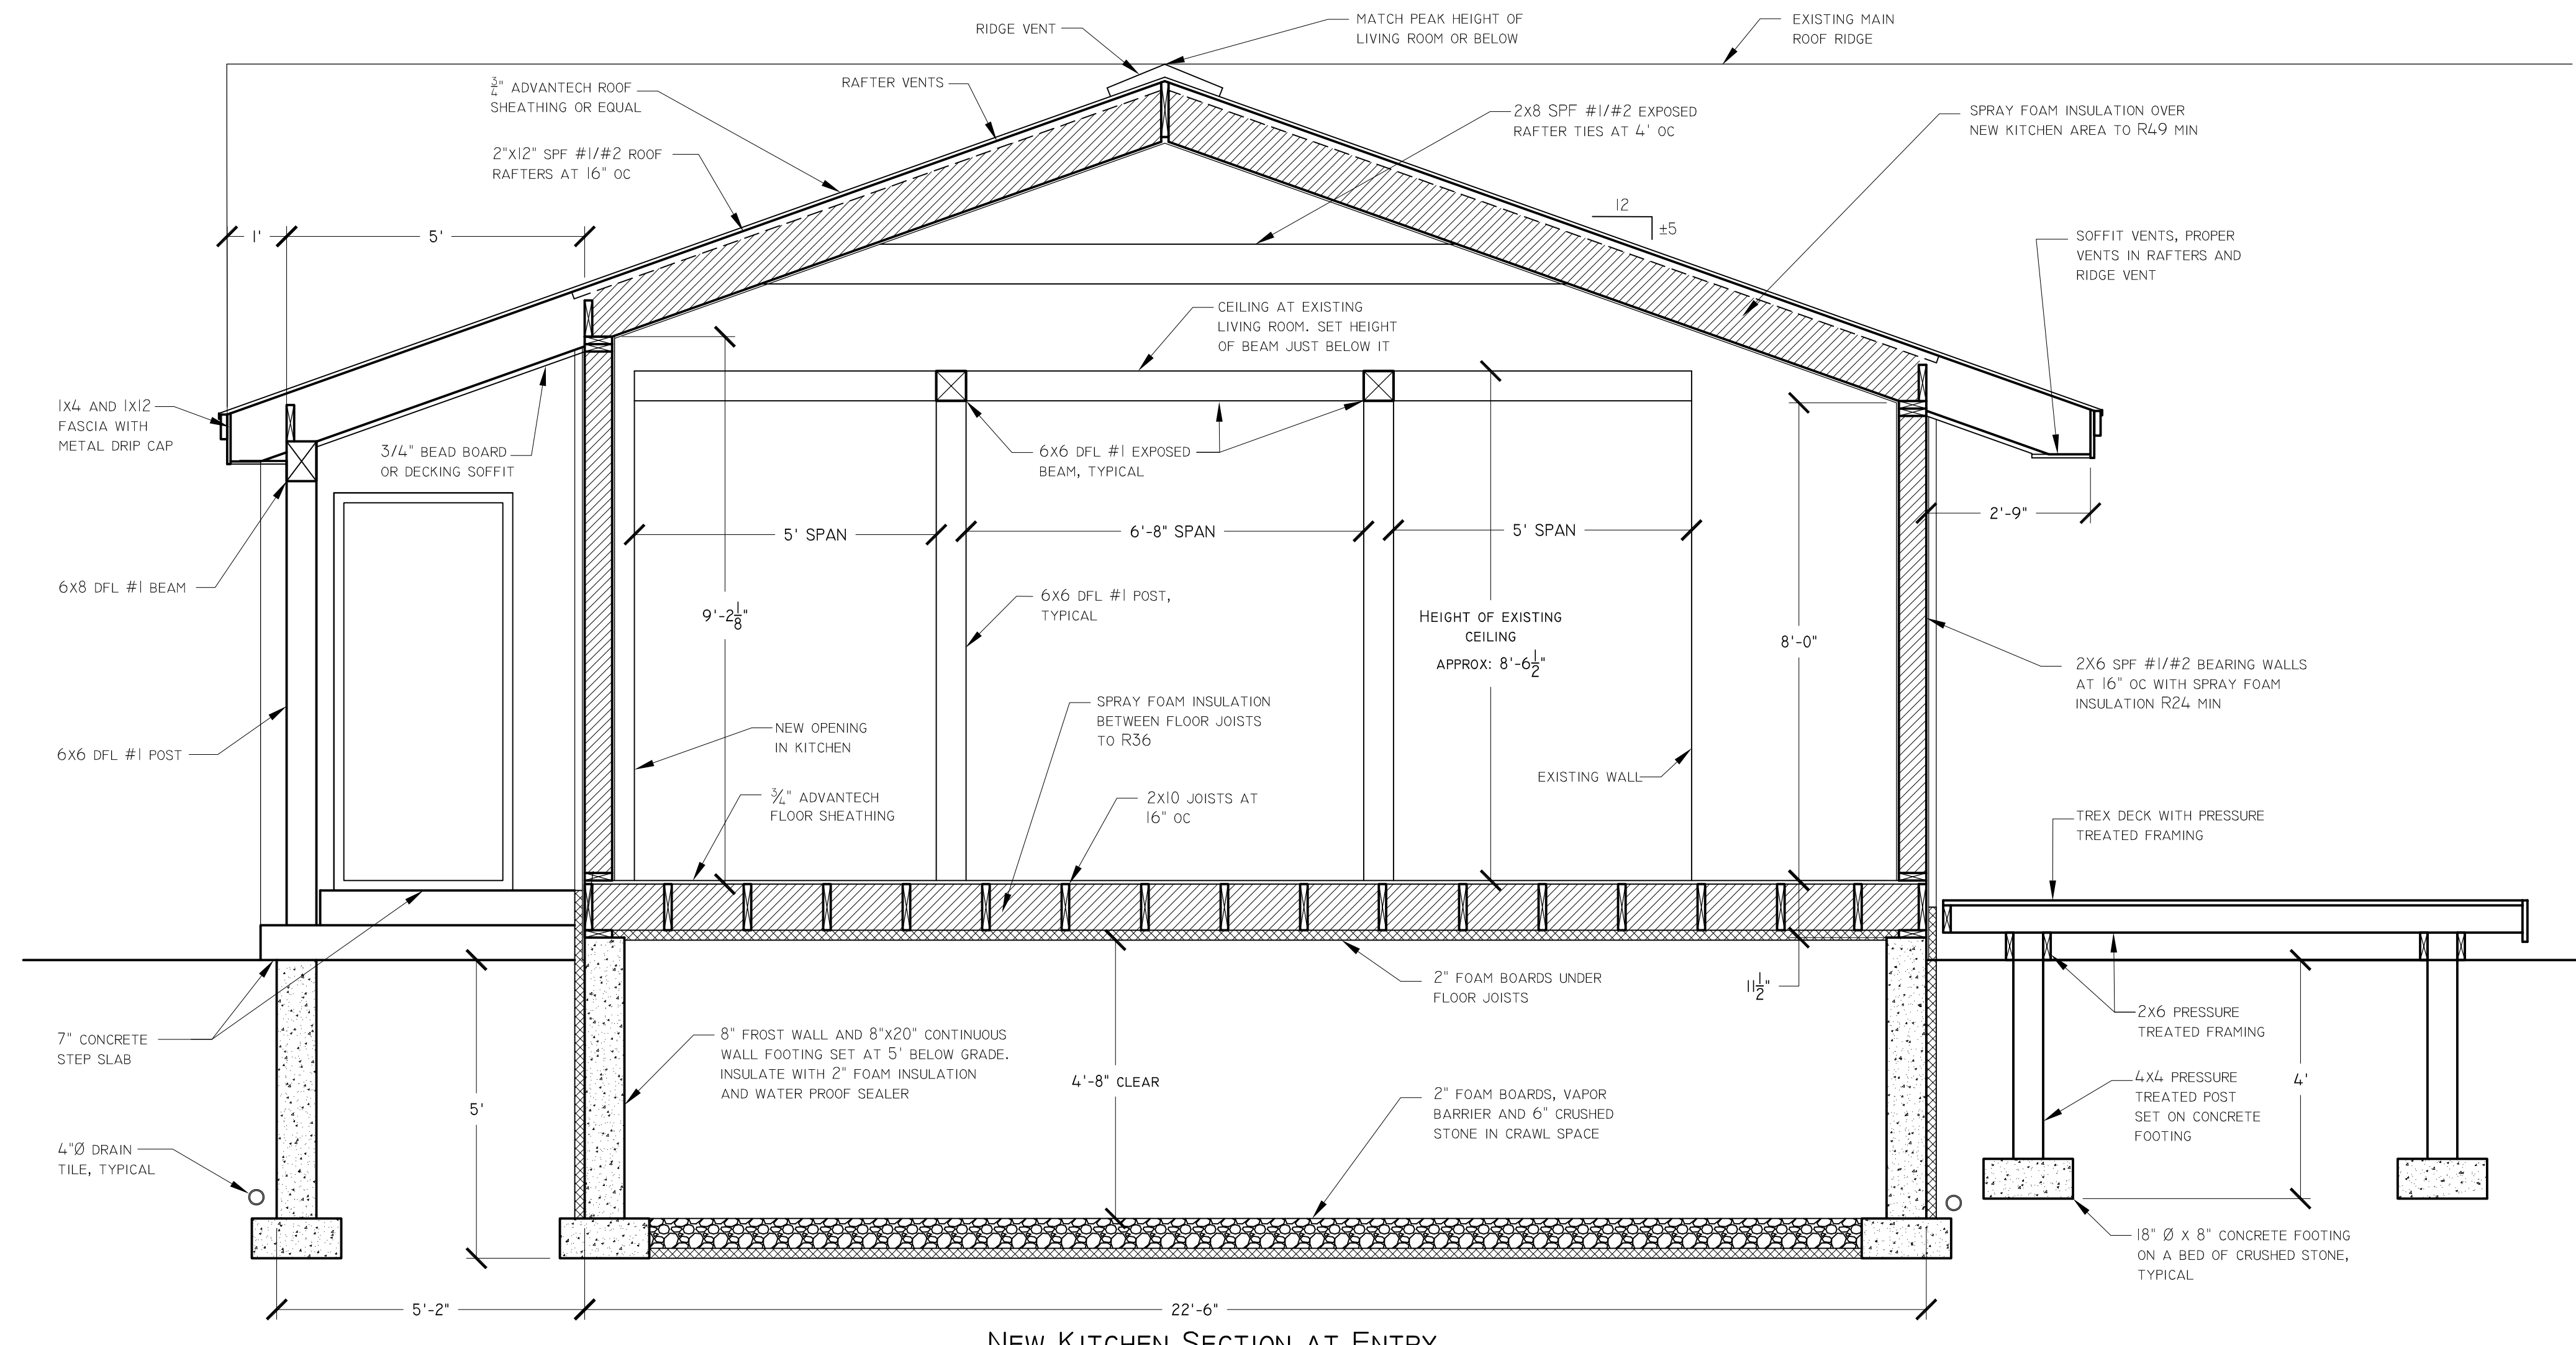 RIDGE VENT
MATCH PEAK HEIGHT OF
LIVING ROOM OR BELOW
EXISTING MAIN
ROOF RIDGE
3/4" ADVANTECH ROOF
SHEATHING OR EQUAL
RAFTER VENTS
2X8 SPF #1/#2 EXPOSED
RAFTER TIES AT 4' OC
SPRAY FOAM INSULATION OVER
NEW KITCHEN AREA TO R49 MIN
2"X12" SPF #1/#2 ROOF
RAFTERS AT 16" OC
12
±5
1'
5'
SOFFIT VENTS, PROPER
VENTS IN RAFTERS AND
RIDGE VENT
CEILING AT EXISTING
LIVING ROOM. SET HEIGHT
OF BEAM JUST BELOW IT
1X4 AND 1X12
FASCIA WITH
METAL DRIP CAP
3/4" BEAD BOARD
OR DECKING SOFFIT
6X6 DFL #1 EXPOSED
BEAM, TYPICAL
2'-9"
5' SPAN
6'-8" SPAN
5' SPAN
6X8 DFL #1 BEAM
9'-2 1/8"
6X6 DFL #1 POST,
TYPICAL
HEIGHT OF EXISTING
CEILING
APPROX: 8'-6 1/2"
8'-0"
2X6 SPF #1/#2 BEARING WALLS
AT 16" OC WITH SPRAY FOAM
INSULATION R24 MIN
6X6 DFL #1 POST
NEW OPENING
IN KITCHEN
SPRAY FOAM INSULATION
BETWEEN FLOOR JOISTS
TO R36
EXISTING WALL
3/4" ADVANTECH
FLOOR SHEATHING
2X10 JOISTS AT
16" OC
TREX DECK WITH PRESSURE
TREATED FRAMING
2" FOAM BOARDS UNDER
FLOOR JOISTS
11 1/2"
7" CONCRETE
STEP SLAB
8" FROST WALL AND 8"X20" CONTINUOUS
WALL FOOTING SET AT 5' BELOW GRADE.
INSULATE WITH 2" FOAM INSULATION
AND WATER PROOF SEALER
2X6 PRESSURE
TREATED FRAMING
4'-8" CLEAR
5'
2" FOAM BOARDS, VAPOR
BARRIER AND 6" CRUSHED
STONE IN CRAWL SPACE
4X4 PRESSURE
TREATED POST
SET ON CONCRETE
FOOTING
4'
4"Ø DRAIN
TILE, TYPICAL
18" Ø X 8" CONCRETE FOOTING
ON A BED OF CRUSHED STONE,
TYPICAL
5'-2"
22'-6"
NEW KITCHEN SECTION AT ENTRY